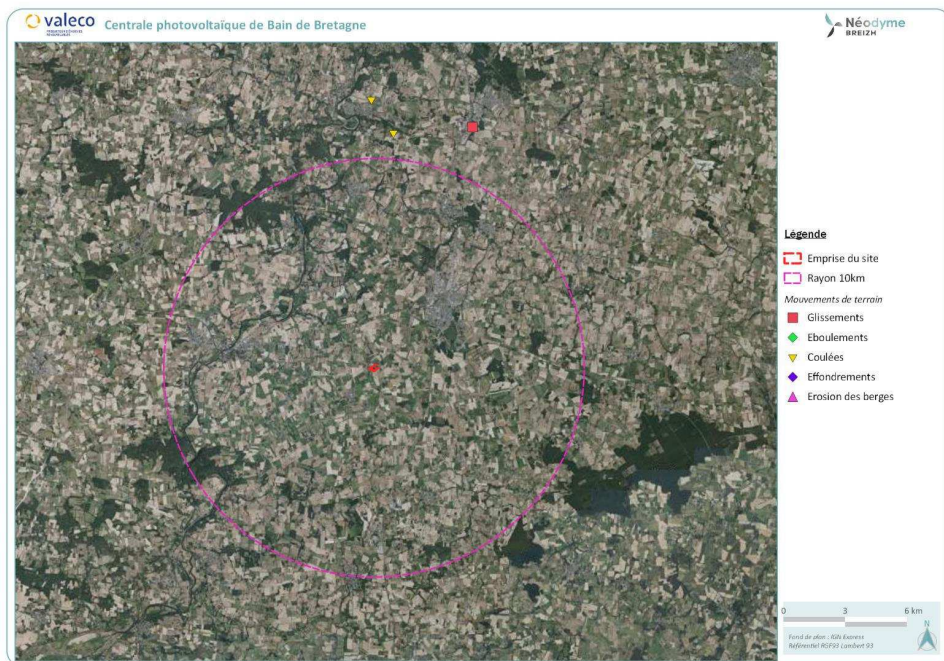 valeco
Centrale photovoltaïque de Bain de Bretagne
Néodyme
BREIZH
Légende
Emprise du site
Rayon 10km
Mouvements de terrain
Glissements
Eboulements
Coulées
Effondrements
Erosion des berges
0 3 6 km
N
Fond de plan : IGN Express
Référentiel RGF93 Lambert 93